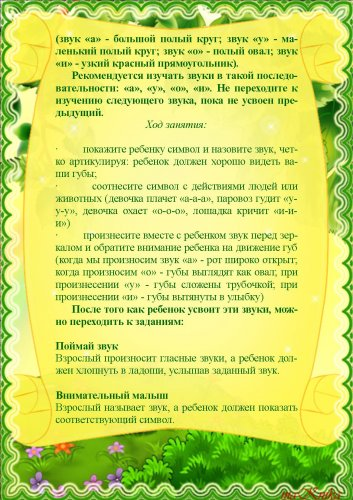 (звук «а» - большой полый круг; звук «у» - ма-
ленький полый круг; звук «о» - полый овал; звук
«и» - узкий красный прямоугольник).
Рекомендуется изучать звуки в такой последо-
вательности: «а», «у», «о», «и». Не переходите к
изучению следующего звука, пока не усвоен пре-
дыдущий.
Ход занятия:
· покажите ребенку символ и назовите звук, чет-
ко артикулируя: ребенок должен хорошо видеть ва-
ши губы;
· соотнесите символ с действиями людей или
животных (девочка плачет «а-а-а», паровоз гудит «у-
у-у», девочка охает «о-о-о», лошадка кричит «и-и-
и»)
· произнесите вместе с ребенком звук перед зер-
калом и обратите внимание ребенка на движение губ
(когда мы произносим звук «а» - рот широко открыт;
когда произносим «о» - губы выглядят как овал; при
произнесении «у» - губы сложены трубочкой; при
произнесении «и» - губы вытянуты в улыбку)
После того как ребенок усвоит эти звуки, мож-
но переходить к заданиям:
Поймай звук
Взрослый произносит гласные звуки, а ребенок дол-
жен хлопнуть в ладопи, услышав заданный звук.
Внимательный малыш
Взрослый называет звук, а ребенок должен показать
соответствующий символ.